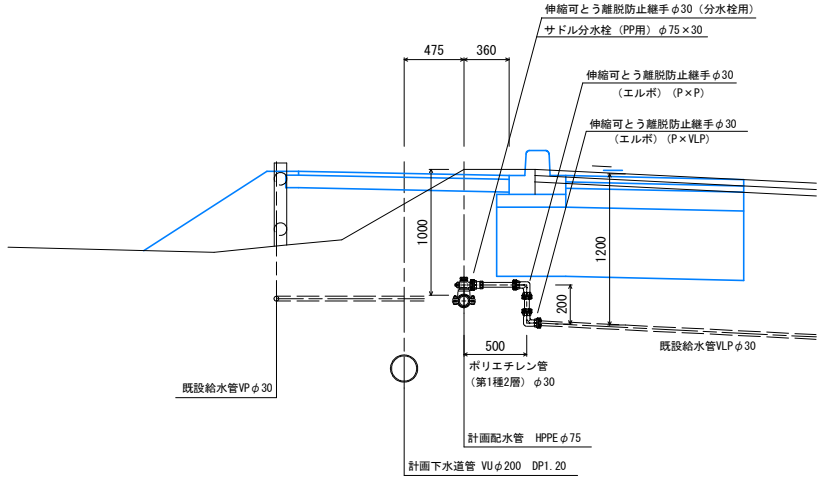 伸縮可とう離脱防止継手φ30（分水栓用）
サドル分水栓（PP用）φ75×30
475
360
伸縮可とう離脱防止継手φ30
（エルボ）（P×P）
伸縮可とう離脱防止継手φ30
（エルボ）（P×VLP）
1000
1200
200
500
既設給水管VLPφ30
ポリエチレン管
（第1種2層）φ30
既設給水管VPφ30
計画配水管　HPPEφ75
計画下水道管 VUφ200　DP1.20